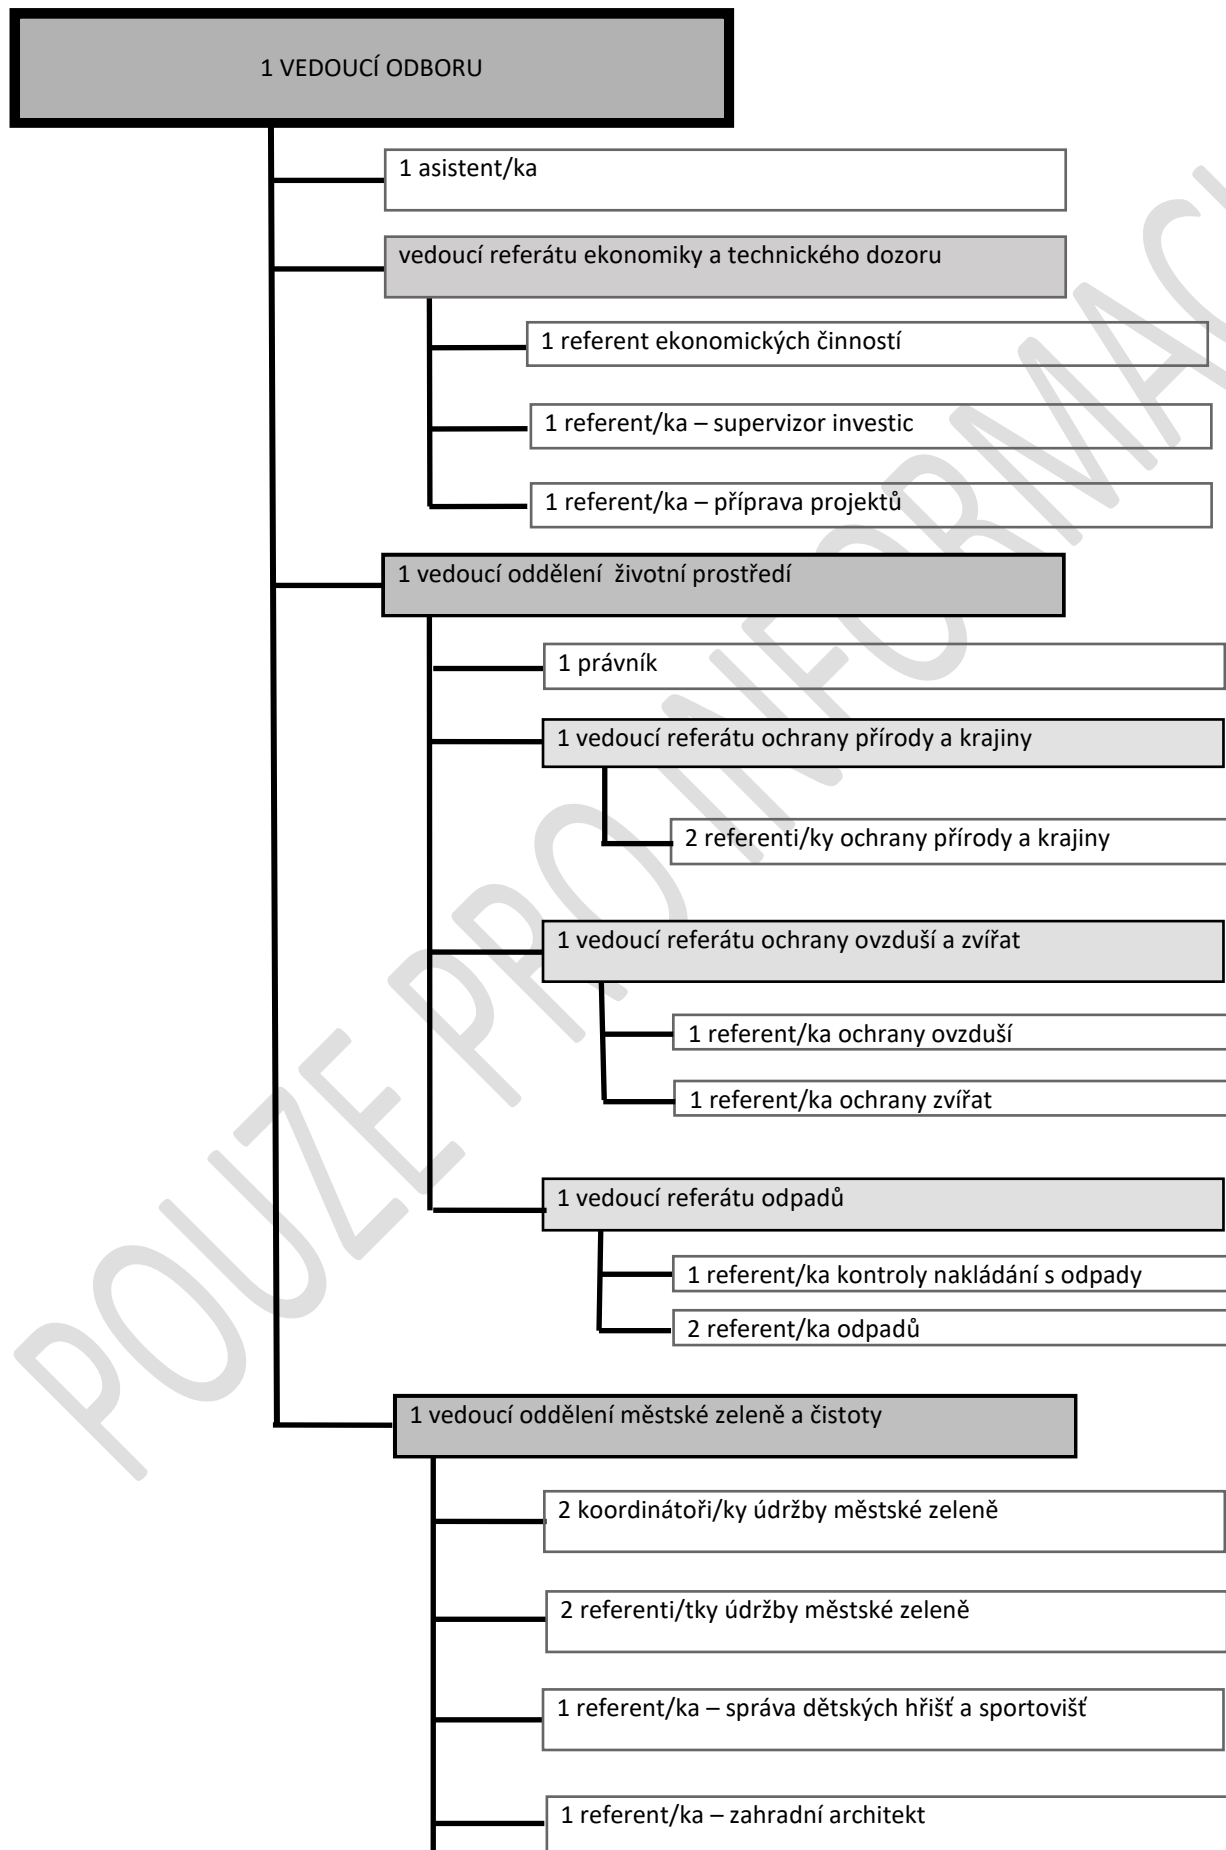 1 VEDOUCÍ ODBORU
1 asistent/ka
vedoucí referátu ekonomiky a technického dozoru
1 referent ekonomických činností
1 referent/ka – supervizor investic
1 referent/ka – příprava projektů
1 vedoucí oddělení  životní prostředí
1 právník
1 vedoucí referátu ochrany přírody a krajiny
2 referenti/ky ochrany přírody a krajiny
1 vedoucí referátu ochrany ovzduší a zvířat
1 referent/ka ochrany ovzduší
1 referent/ka ochrany zvířat
1 vedoucí referátu odpadů
1 referent/ka kontroly nakládání s odpady
2 referent/ka odpadů
1 vedoucí oddělení městské zeleně a čistoty
2 koordinátoři/ky údržby městské zeleně
2 referenti/tky údržby městské zeleně
1 referent/ka – správa dětských hřišť a sportovišť
1 referent/ka – zahradní architekt
POUZE PRO INFORMAC